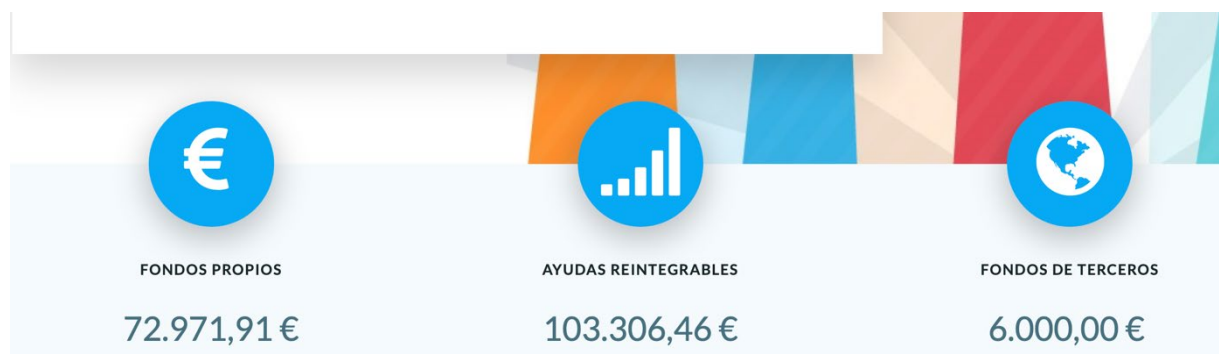 FONDOS PROPIOS
72.971,91 €
AYUDAS REINTEGRABLES
103.306,46 €
FONDOS DE TERCEROS
6.000,00 €